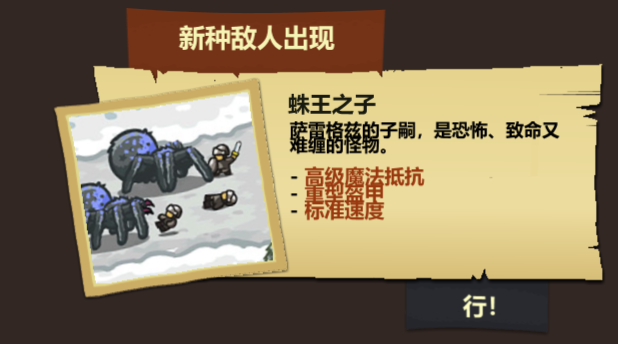 新种敌人出现
蛛王之子
萨雷格兹的子嗣，是恐怖、致命又
难缠的怪物。
- 高级魔法抵抗
- 重型盔甲
- 标准速度
行！